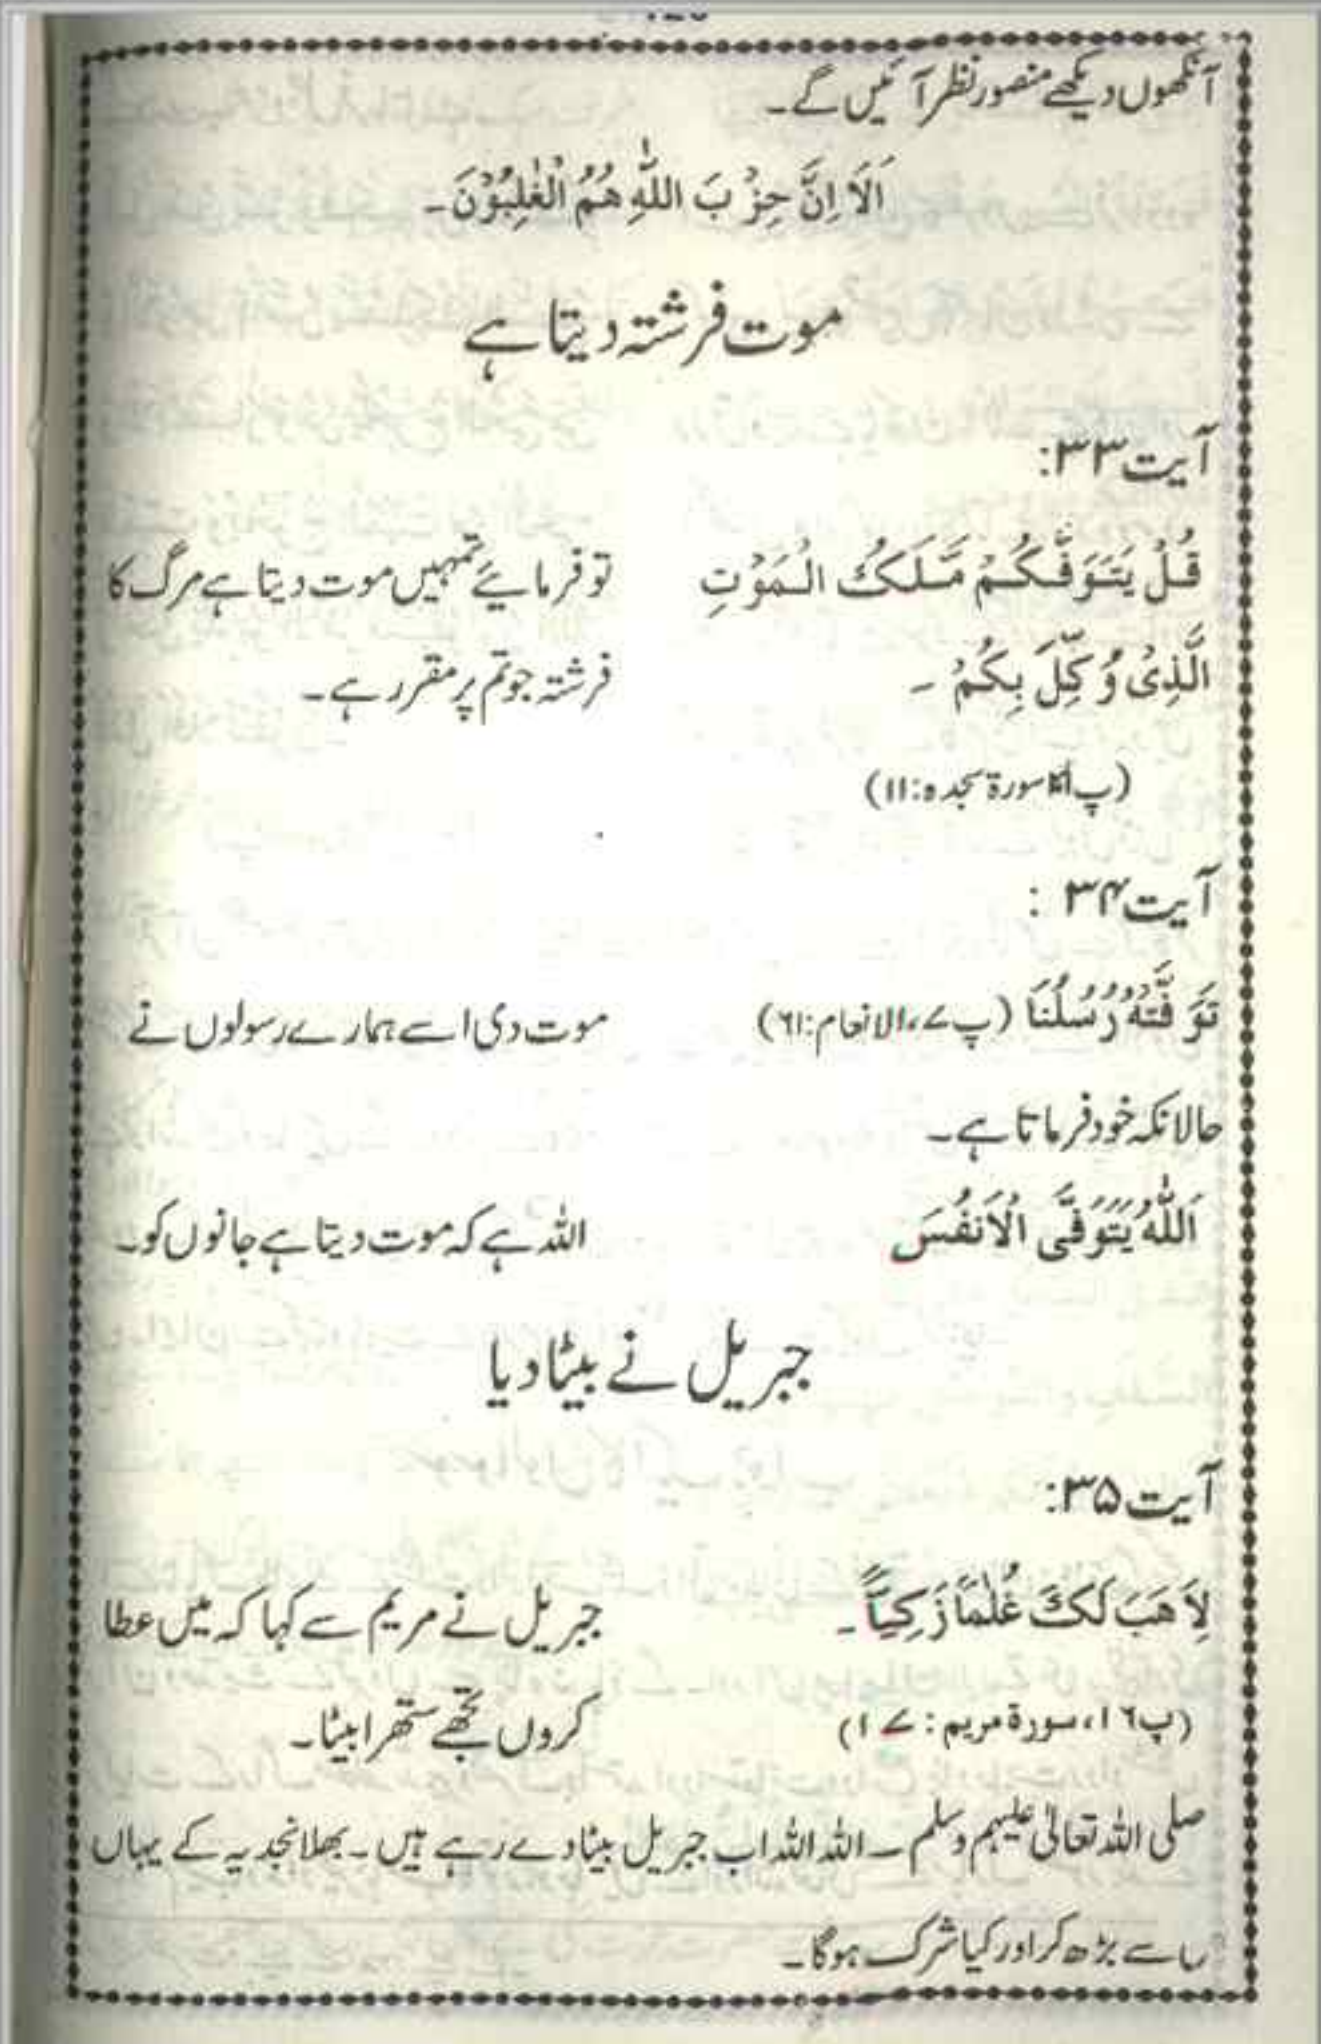 آنکھوں دیکھے منصور نظر آئیں گے۔
اَلَا اِنَّ حِزْبَ اللّٰهِ هُمُ الْغٰلِبُوْنَ۔
موت فرشتہ دیتا ہے
آیت ۳۳:
قُلْ يَتَوَفّٰىكُمْ مَّلَكُ الْمَوْتِ تو فرمایئے تمہیں موت دیتا ہے مرگ کا
الَّذِىْ وُكِّلَ بِكُمْ ۔ فرشتہ جو تم پر مقرر ہے۔
سورۃ سجدہ:۱۱)
آیت ۳۴ :
تَوَفَّتْهُ رُسُلُنَا (پ۷، الانعام:۶۱) موت دی اسے ہمارے رسولوں نے
حالانکہ خود فرماتا ہے۔
اَللّٰهُ يَتَوَفَّى الْاَنْفُسَ اللہ ہے کہ موت دیتا ہے جانوں کو۔
جبریل نے بیٹا دیا
آیت ۳۵:
لِاَهَبَ لَكَ غُلٰمًا زَكِيًّا۔ جبریل نے مریم سے کہا کہ میں عطا
(پ۱۶، سورۃ مریم: ۱۷) کروں تجھے ستھرا بیٹا۔
صلی اللہ تعالیٰ علیہم وسلم ۔ اللہ اللہ اب جبریل بیٹا دے رہے ہیں۔ بھلا نجدیہ کے یہاں
سے بڑھ کر اور کیا شرک ہوگا۔